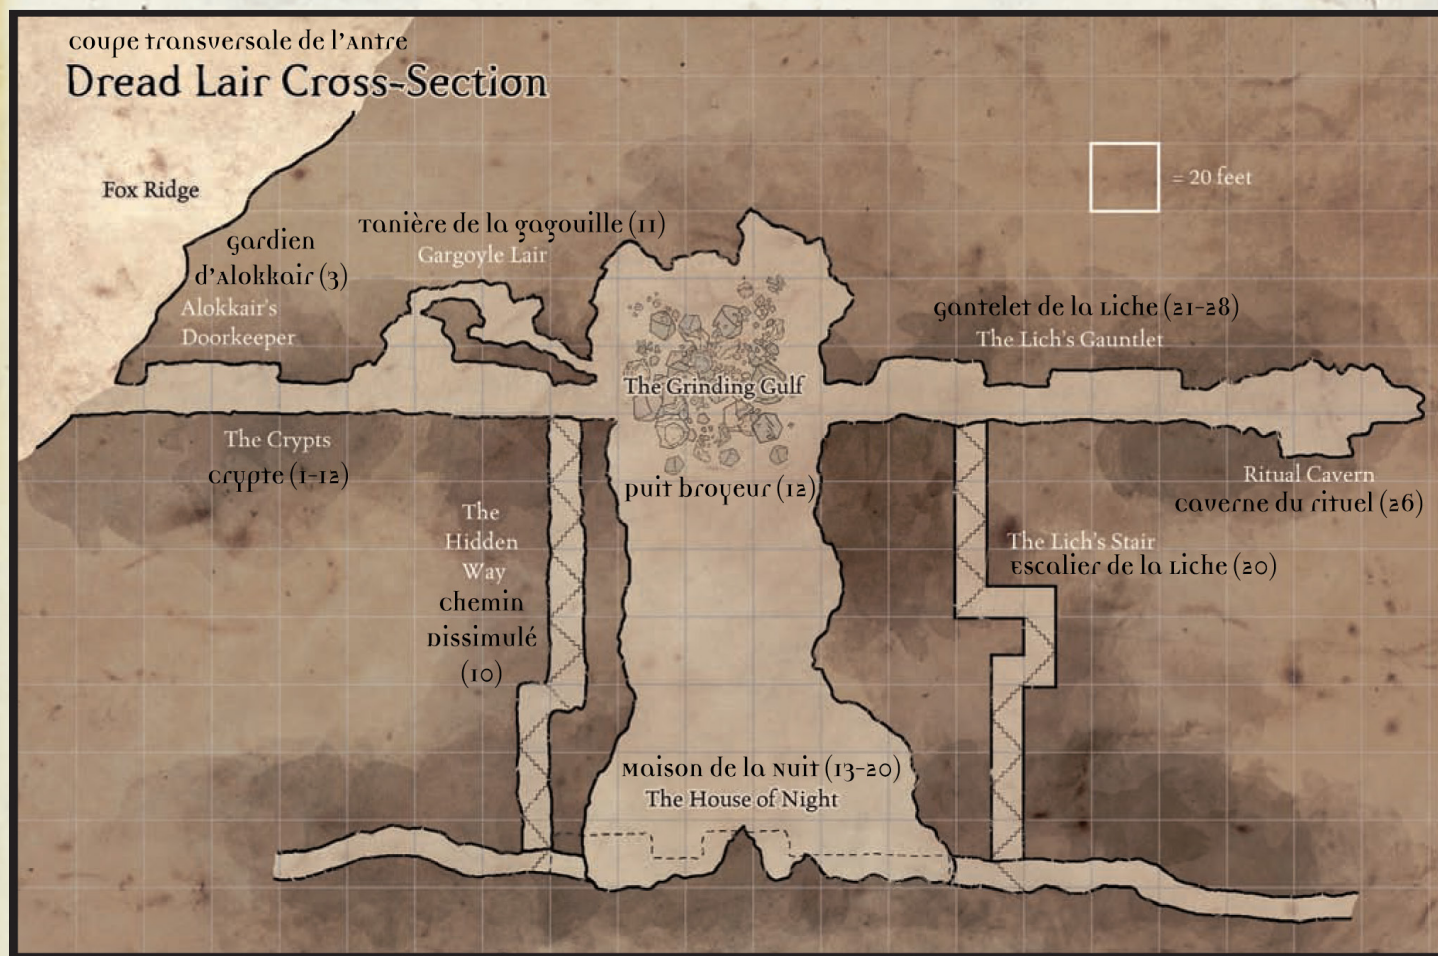 coupe transversale de l'Antre
Dread Lair Cross-Section
Fox Ridge
= 20 feet
Tanière de la gagouille (11)
Gargoyle Lair
gardien
d'Alokkair (3)
Alokkair's
Doorkeeper
gantelet de la Liche (21-28)
The Lich's Gauntlet
The Grinding Gulf
The Crypts
crypte (1-12)
puit broyeur (12)
Ritual Cavern
caverne du rituel (26)
The
Hidden
Way
chemin
Dissimulé
(10)
The Lich's Stair
Escalier de la Liche (20)
Maison de la Nuit (13-20)
The House of Night